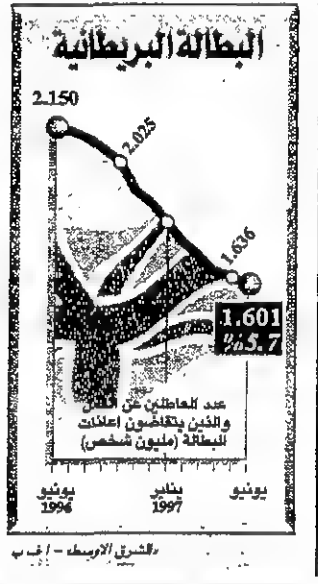 البطالة البريطانية
2.150
2.025
1.636
1.601
%5.7
عدد العاطلين عن العمل
والذين يتقاضون اعانات
البطالة (مليون شخص)
يونيو يناير يونيو
1996 1997
«الشرق الاوسط» - ا ف ب